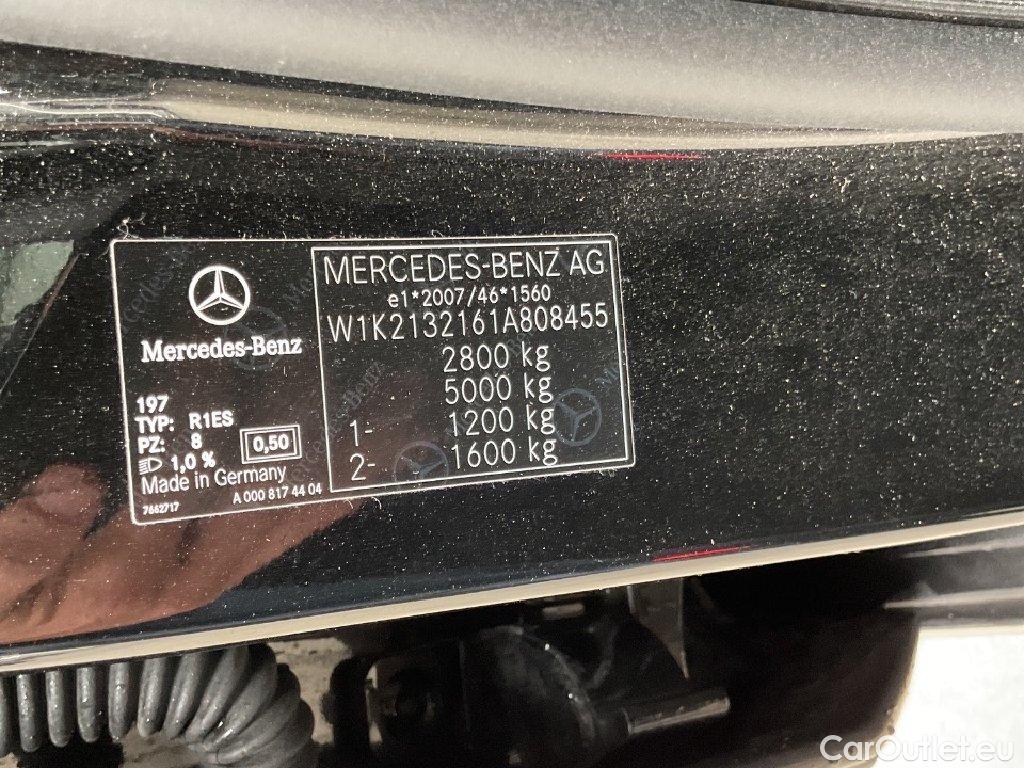 Mercedes-Benz
197
TYP: R1ES
PZ: 8
1,0 %
0,50
Made in Germany
A 000 817 44 04
7662717
MERCEDES-BENZ AG
e1*2007/46*1560
W1K2132161A808455
2800 kg
5000 kg
1- 1200 kg
2- 1600 kg
CarOutlet.eu